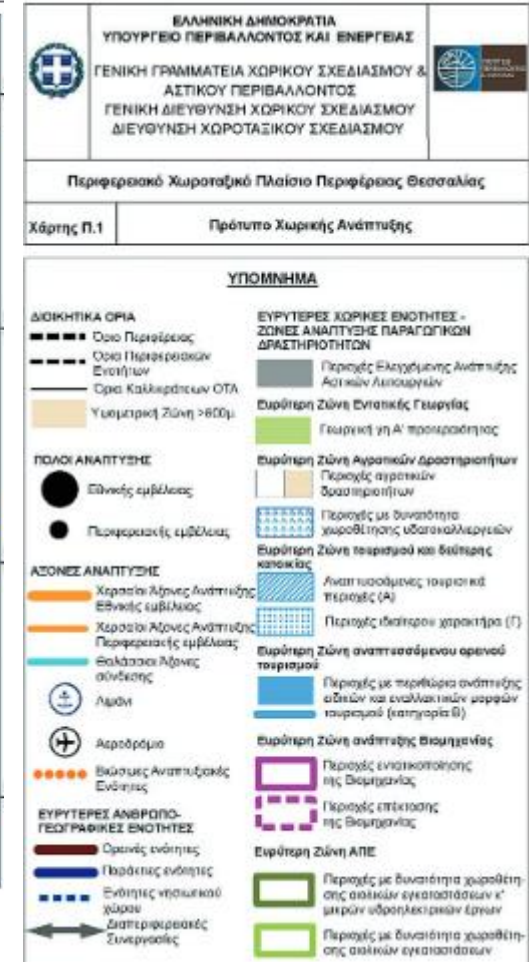 ΕΛΛΗΝΙΚΗ ΔΗΜΟΚΡΑΤΙΑ
ΥΠΟΥΡΓΕΙΟ ΠΕΡΙΒΑΛΛΟΝΤΟΣ ΚΑΙ ΕΝΕΡΓΕΙΑΣ
ΓΕΝΙΚΗ ΓΡΑΜΜΑΤΕΙΑ ΧΩΡΙΚΟΥ ΣΧΕΔΙΑΣΜΟΥ &
ΑΣΤΙΚΟΥ ΠΕΡΙΒΑΛΛΟΝΤΟΣ
ΓΕΝΙΚΗ ΔΙΕΥΘΥΝΣΗ ΧΩΡΙΚΟΥ ΣΧΕΔΙΑΣΜΟΥ
ΔΙΕΥΘΥΝΣΗ ΧΩΡΟΤΑΞΙΚΟΥ ΣΧΕΔΙΑΣΜΟΥ
Περιφερειακό Χωροταξικό Πλαίσιο Περιφέρειας Θεσσαλίας
Χάρτης Π.1
Πρότυπο Χωρικής Ανάπτυξης
ΥΠΟΜΝΗΜΑ
ΔΙΟΙΚΗΤΙΚΑ ΟΡΙΑ
Όριο Περιφέρειας
Όρια Περιφερειακών
Ενοτήτων
Όρια Καλλικράτειων ΟΤΑ
Υψομετρική Ζώνη >600μ
ΠΟΛΟΙ ΑΝΑΠΤΥΞΗΣ
Εθνικής εμβέλειας
Περιφερειακής εμβέλειας
ΑΞΟΝΕΣ ΑΝΑΠΤΥΞΗΣ
Χερσαίοι Άξονες Ανάπτυξης
Εθνικής εμβέλειας
Χερσαίοι Άξονες Ανάπτυξης
Περιφερειακής εμβέλειας
Θαλάσσιοι Άξονες
σύνδεσης
Λιμάνι
Αεροδρόμιο
Βιώσιμες Αναπτυξιακές
Ενότητες
ΕΥΡΥΤΕΡΕΣ ΑΝΘΡΩΠΟ-
ΓΕΩΓΡΑΦΙΚΕΣ ΕΝΟΤΗΤΕΣ
Ορεινές ενότητες
Παράκτιες ενότητες
Ενότητες νησιωτικού
χώρου
Διαπεριφερειακές
Συνεργασίες
ΕΥΡΥΤΕΡΕΣ ΧΩΡΙΚΕΣ ΕΝΟΤΗΤΕΣ -
ΖΩΝΕΣ ΑΝΑΠΤΥΞΗΣ ΠΑΡΑΓΩΓΙΚΩΝ
ΔΡΑΣΤΗΡΙΟΤΗΤΩΝ
Περιοχές Ελεγχόμενης Ανάπτυξης
Αστικών Λειτουργιών
Ευρύτερη Ζώνη Εντατικής Γεωργίας
Γεωργική γη Α' προτεραιότητας
Ευρύτερη Ζώνη Αγροτικών Δραστηριοτήτων
Περιοχές αγροτικών
δραστηριοτήτων
Περιοχές με δυνατότητα
χωροθέτησης υδατοκαλλιεργειών
Ευρύτερη Ζώνη τουρισμού και δεύτερης
κατοικίας
Αναπτυσσόμενες τουριστικά
περιοχές (Α)
Περιοχές ιδιαίτερου χαρακτήρα (Γ)
Ευρύτερη Ζώνη αναπτυσσόμενου ορεινού
τουρισμού
Περιοχές με περιθώρια ανάπτυξης
ειδικών και εναλλακτικών μορφών
τουρισμού (κατηγορία Β)
Ευρύτερη Ζώνη ανάπτυξης Βιομηχανίας
Περιοχές εντατικοποίησης
της Βιομηχανίας
Περιοχές επέκτασης
της Βιομηχανίας
Ευρύτερη Ζώνη ΑΠΕ
Περιοχές με δυνατότητα χωροθέτη-
σης αιολικών εγκαταστάσεων κ'
μικρών υδροηλεκτρικών έργων
Περιοχές με δυνατότητα χωροθέτη-
σης αιολικών εγκαταστάσεων